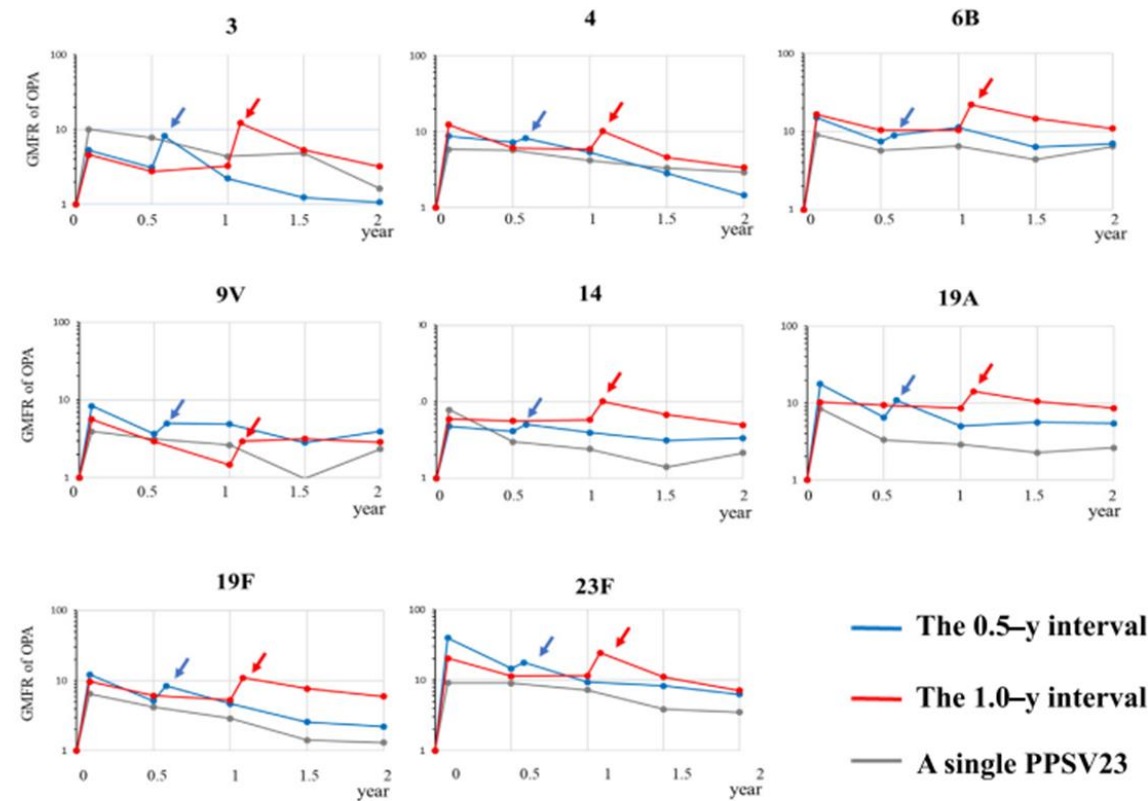 3 4 6B
GMFR of OPA
100 100 100
10 10 10
1 1 1
0 0.5 1 1.5 2 0 0.5 1 1.5 2 0 0.5 1 1.5 2
year year year
9V 14 19A
GMFR of OPA
100 00 100
10 .0 10
1 1 1
0 0.5 1 1.5 2 0 0.5 1 1.5 2 0 0.5 1 1.5 2
year year year
19F 23F
GMFR of OPA
100 100
10 10
1 1
0 0.5 1 1.5 2 0 0.5 1 1.5 2
year year
The 0.5–y interval
The 1.0–y interval
A single PPSV23